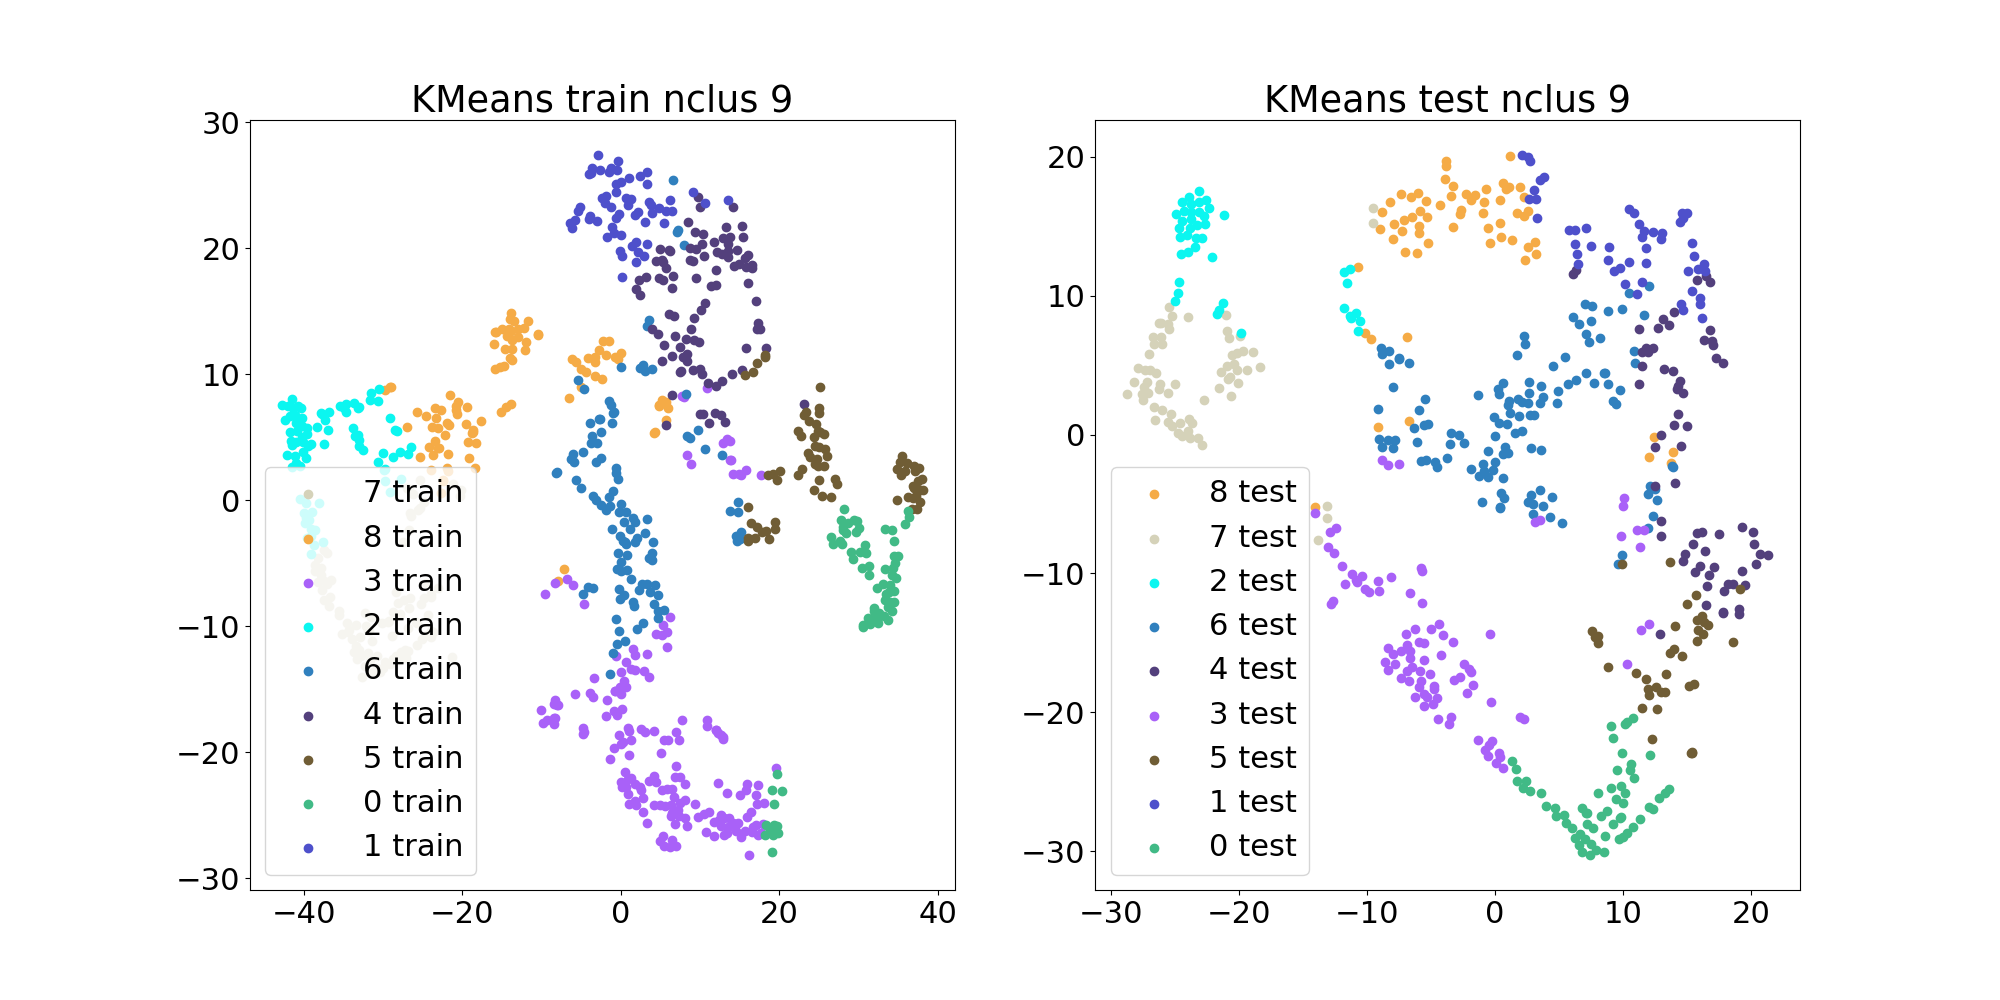 KMeans train nclus 9
30
20
10
0
−10
−20
−30
−40
−20
0
20
40
7 train
8 train
3 train
2 train
6 train
4 train
5 train
0 train
1 train
KMeans test nclus 9
20
10
0
−10
−20
−30
−30
−20
−10
0
10
20
8 test
7 test
2 test
6 test
4 test
3 test
5 test
1 test
0 test